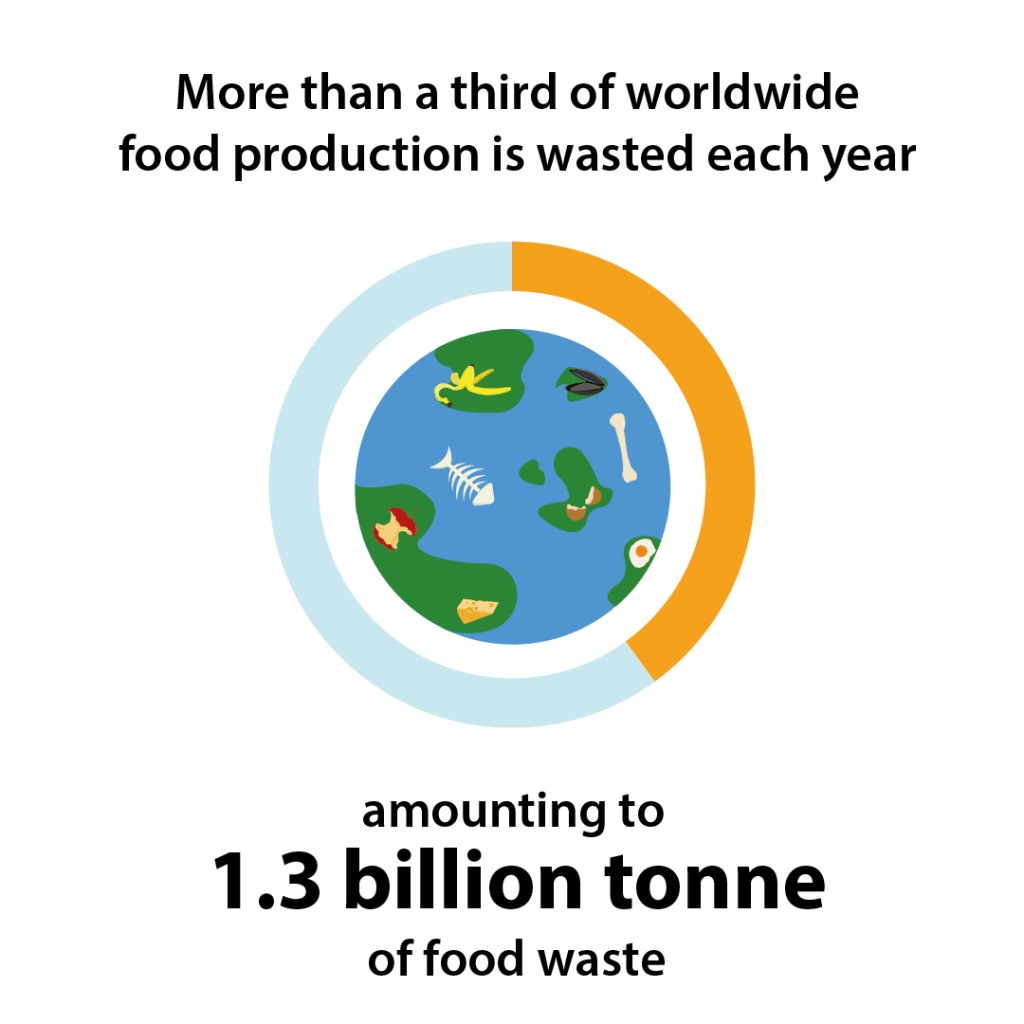 More than a third of worldwide
food production is wasted each year
amounting to
1.3 billion tonne
of food waste